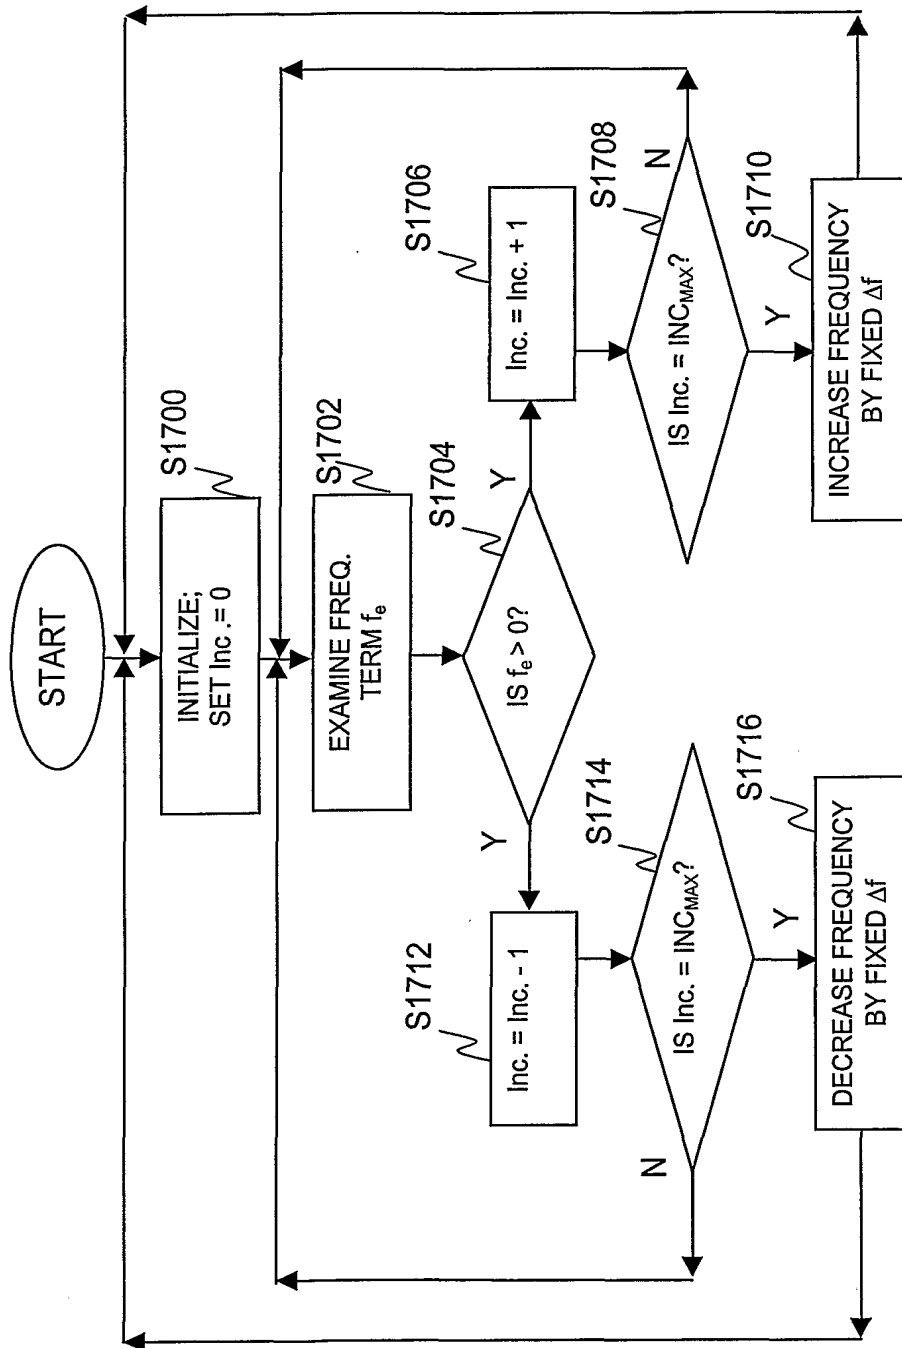 START
S1700
INITIALIZE;
SET Inc .= 0
S1702
EXAMINE FREQ.
TERM fe
S1704
IS fe > 0?
Y
Y
S1712
Inc. = Inc. - 1
S1706
Inc. = Inc. + 1
S1714
IS Inc. = INCMAX?
N
Y
S1708
IS Inc. = INCMAX?
N
Y
S1716
DECREASE FREQUENCY
BY FIXED Δf
S1710
INCREASE FREQUENCY
BY FIXED Δf